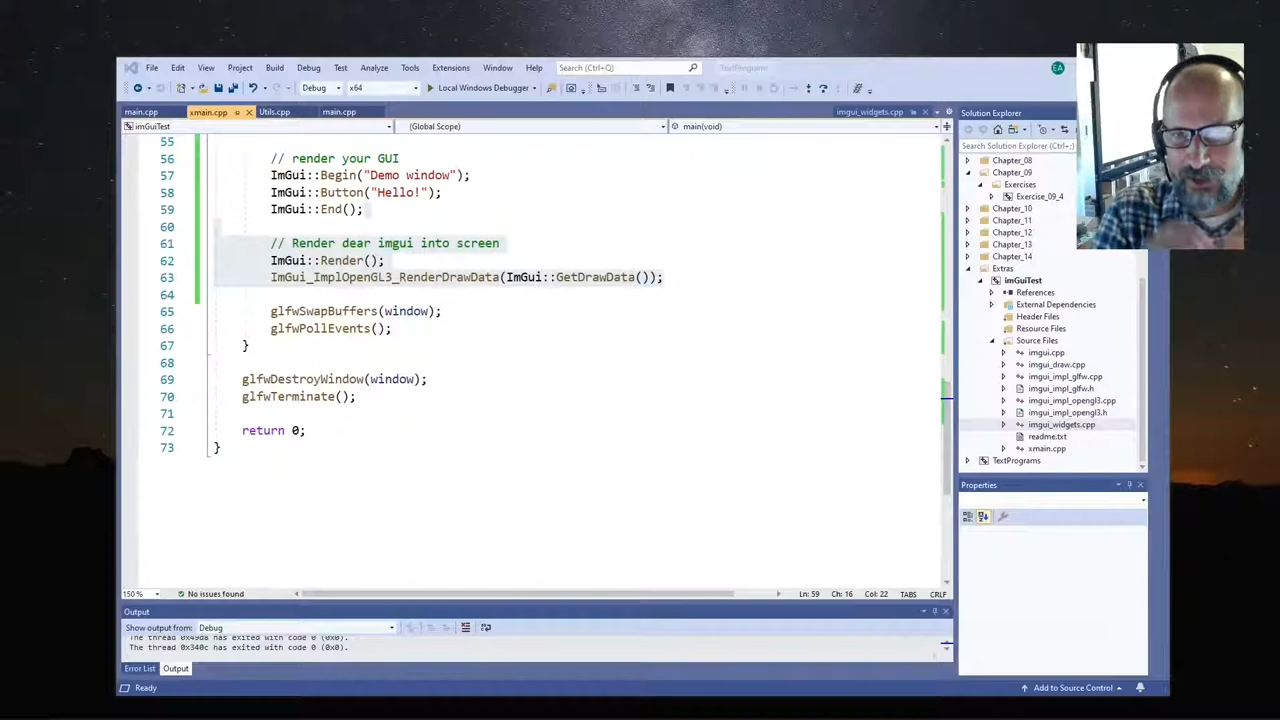 File Edit View Project Build Debug Test Analyze Tools Extensions Window Help Search (Ctrl+Q) TextPrograms EA
Debug x64 Local Windows Debugger
main.cpp xmain.cpp Utils.cpp main.cpp imgui_widgets.cpp
imGuiTest (Global Scope) main(void)
55
56 // render your GUI
57 ImGui::Begin("Demo window");
58 ImGui::Button("Hello!");
59 ImGui::End();
60
61 // Render dear imgui into screen
62 ImGui::Render();
63 ImGui_ImplOpenGL3_RenderDrawData(ImGui::GetDrawData());
64
65 glfwSwapBuffers(window);
66 glfwPollEvents();
67 }
68
69 glfwDestroyWindow(window);
70 glfwTerminate();
71
72 return 0;
73 }
150 % No issues found Ln: 59 Ch: 16 Col: 22 TABS CRLF
Output
Show output from: Debug
The thread 0x49d8 has exited with code 0 (0x0).
The thread 0x340c has exited with code 0 (0x0).
Error List Output
Ready Add to Source Control
Solution Explorer
Search Solution Explorer (Ctrl+;)
Chapter_08
Chapter_09
Exercises
Exercise_09_4
Chapter_10
Chapter_11
Chapter_12
Chapter_13
Chapter_14
Extras
imGuiTest
References
External Dependencies
Header Files
Resource Files
Source Files
imgui.cpp
imgui_draw.cpp
imgui_impl_glfw.cpp
imgui_impl_glfw.h
imgui_impl_opengl3.cpp
imgui_impl_opengl3.h
imgui_widgets.cpp
readme.txt
xmain.cpp
TextPrograms
Properties